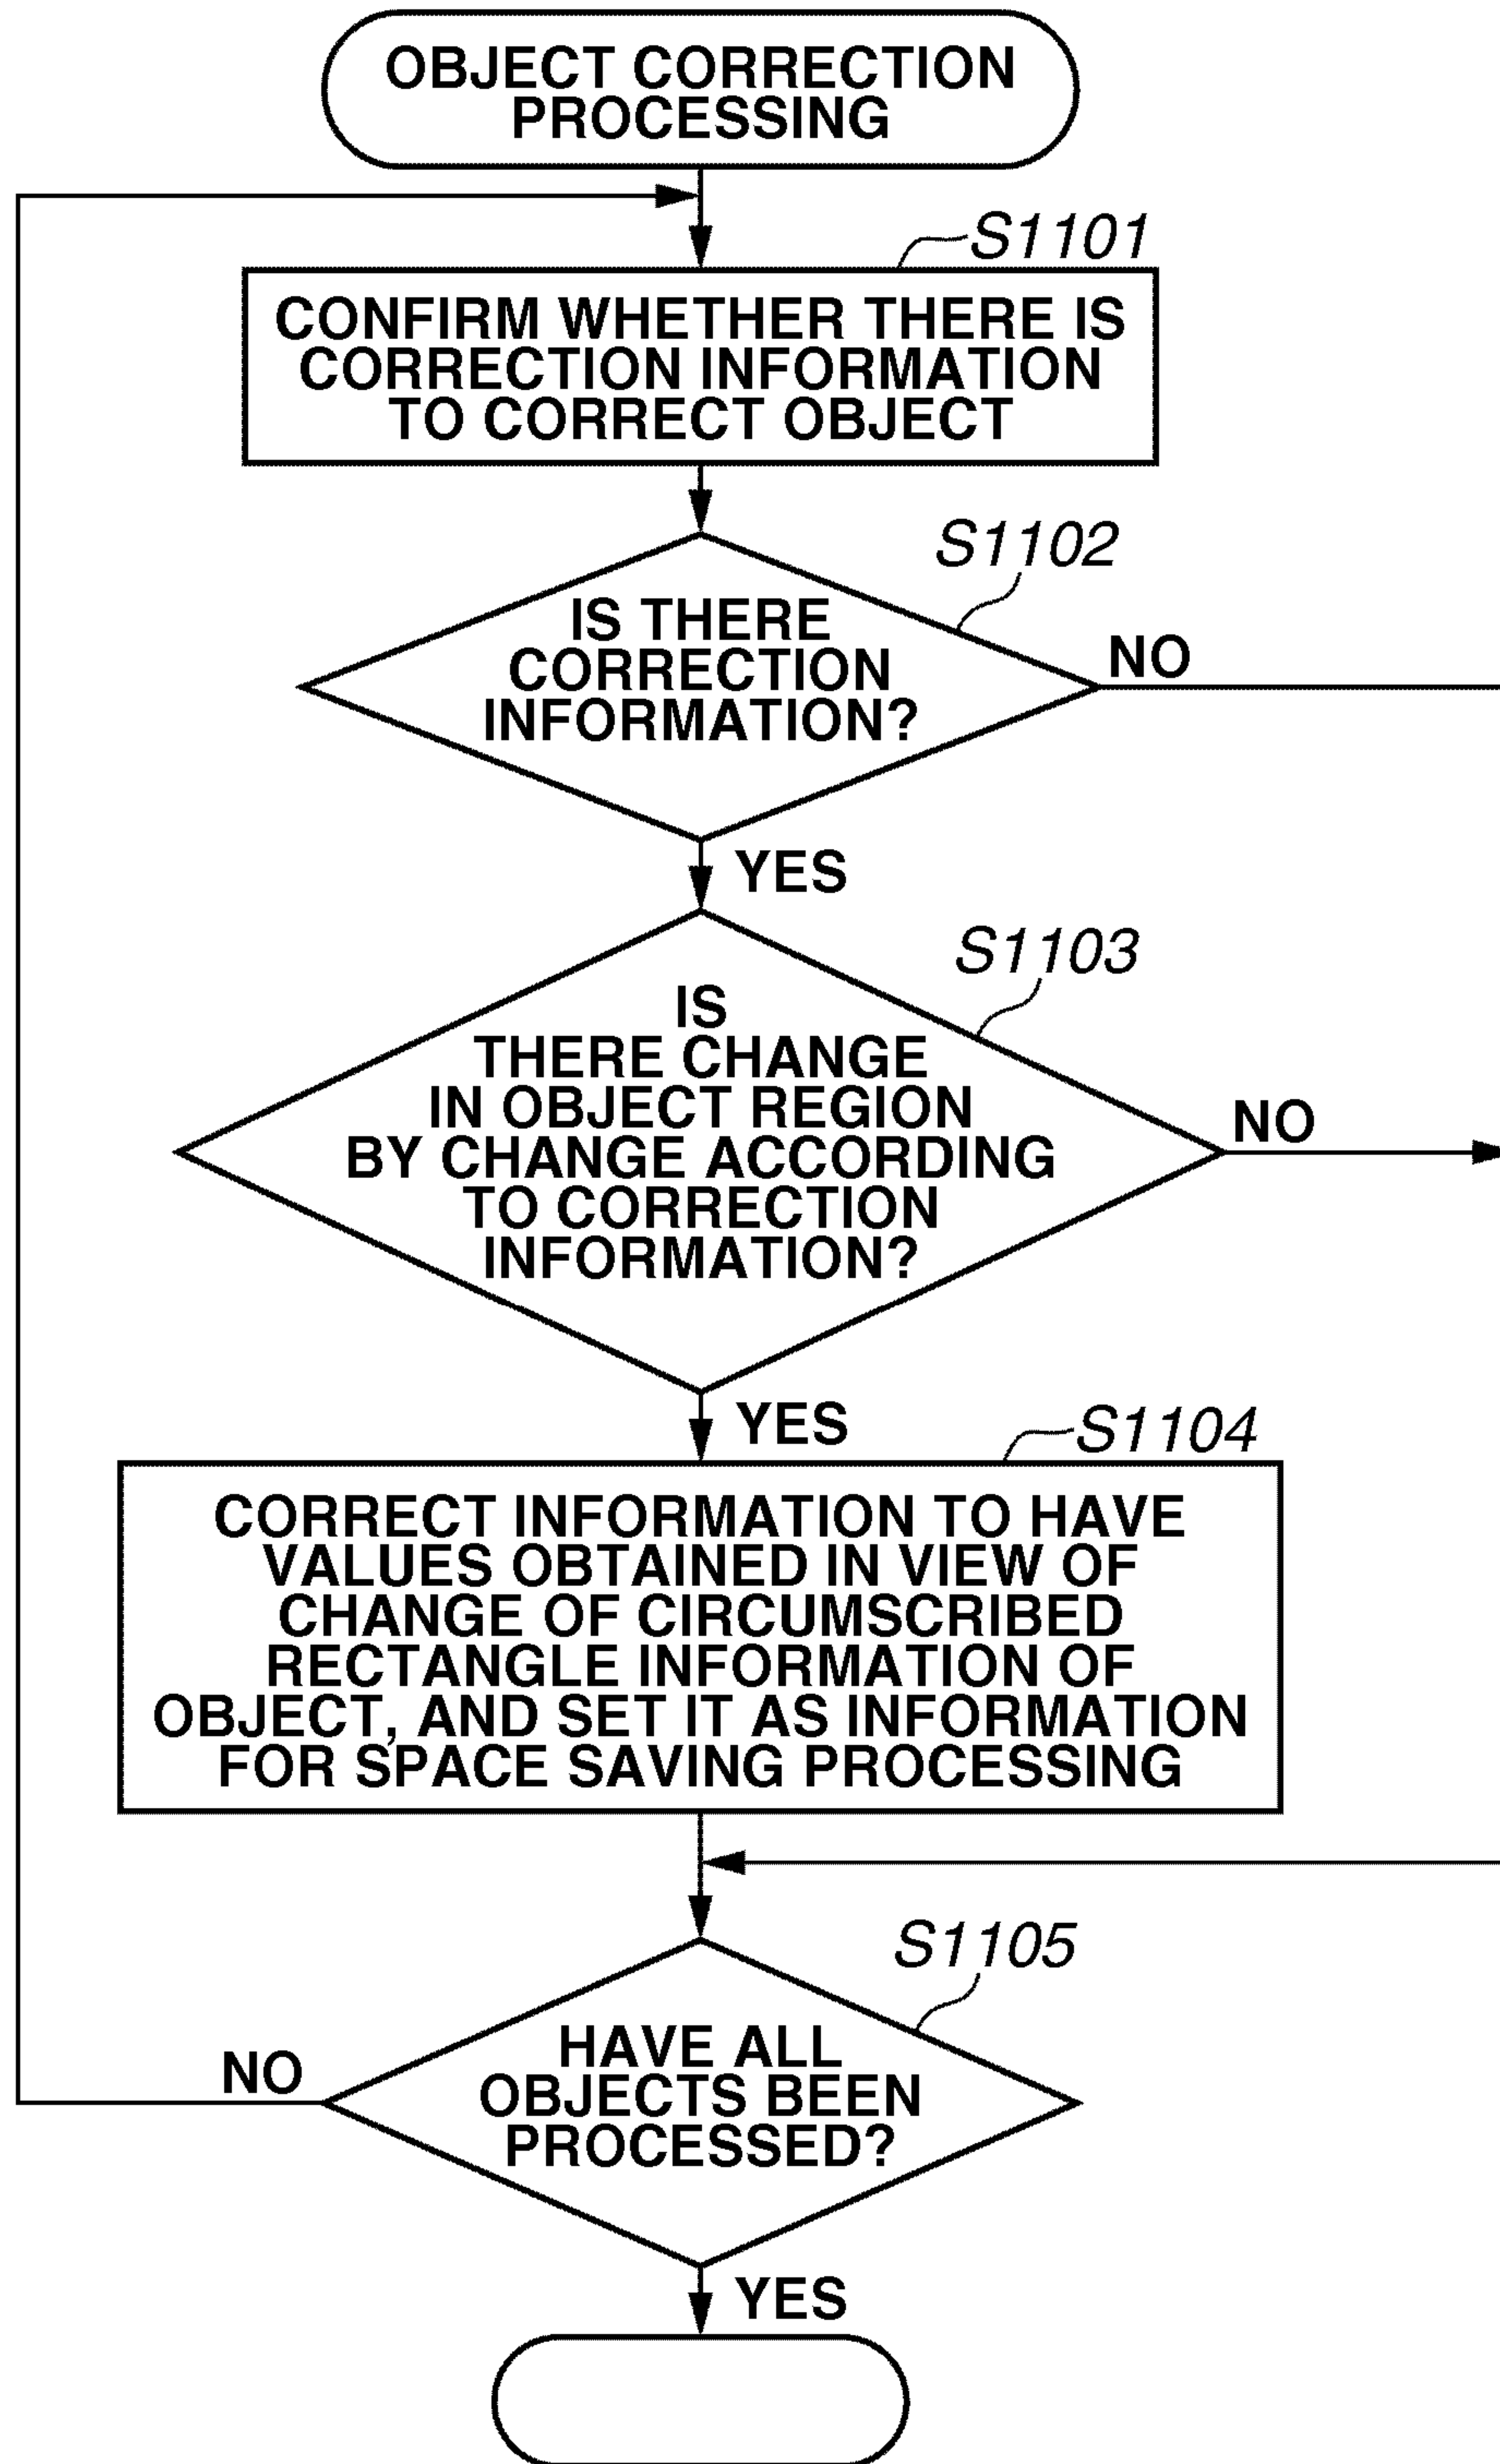 OBJECT CORRECTION
PROCESSING
S1101
CONFIRM WHETHER THERE IS
CORRECTION INFORMATION
TO CORRECT OBJECT
S1102
IS THERE
CORRECTION
INFORMATION?
NO
YES
S1103
IS
THERE CHANGE
IN OBJECT REGION
BY CHANGE ACCORDING
TO CORRECTION
INFORMATION?
NO
YES
S1104
CORRECT INFORMATION TO HAVE
VALUES OBTAINED IN VIEW OF
CHANGE OF CIRCUMSCRIBED
RECTANGLE INFORMATION OF
OBJECT, AND SET IT AS INFORMATION
FOR SPACE SAVING PROCESSING
S1105
HAVE ALL
OBJECTS BEEN
PROCESSED?
NO
YES